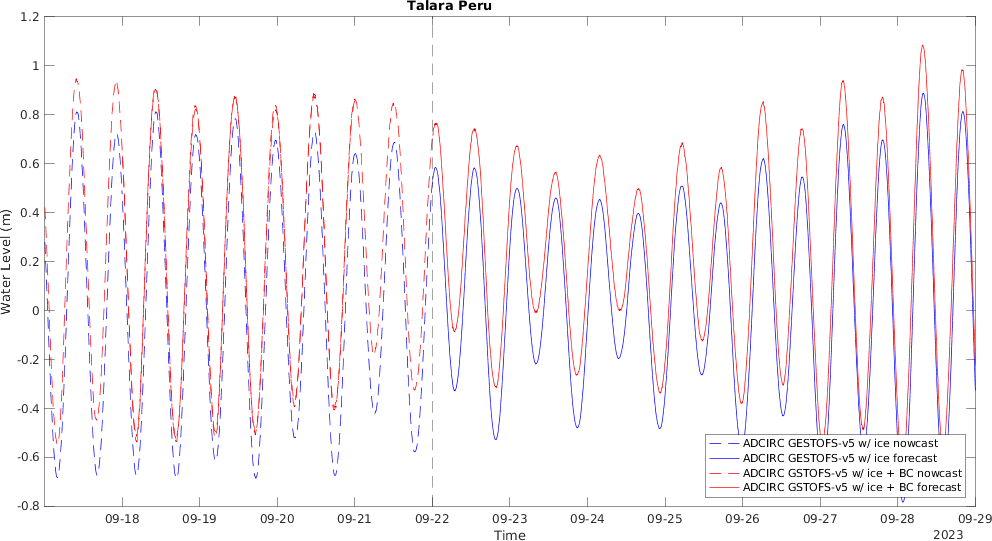 Talara Peru
1.2
1
0.8
0.6
0.4
0.2
0
-0.2
-0.4
-0.6
-0.8
Water Level (m)
ADCIRC GESTOFS-v5 w/ ice nowcast
ADCIRC GESTOFS-v5 w/ ice forecast
ADCIRC GSTOFS-v5 w/ ice + BC nowcast
ADCIRC GSTOFS-v5 w/ ice + BC forecast
09-18 09-19 09-20 09-21 09-22 09-23 09-24 09-25 09-26 09-27 09-28 09-29
Time
2023